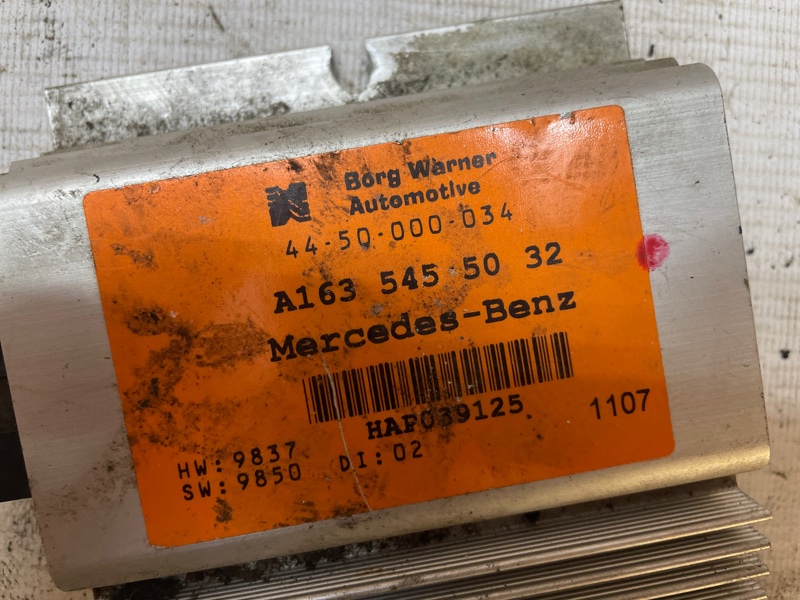 Borg Warner
Automotive
44-50-000-034
A163 545 50 32
Mercedes-Benz
HAP039125
1107
HW:9837
SW:9850 DI:02